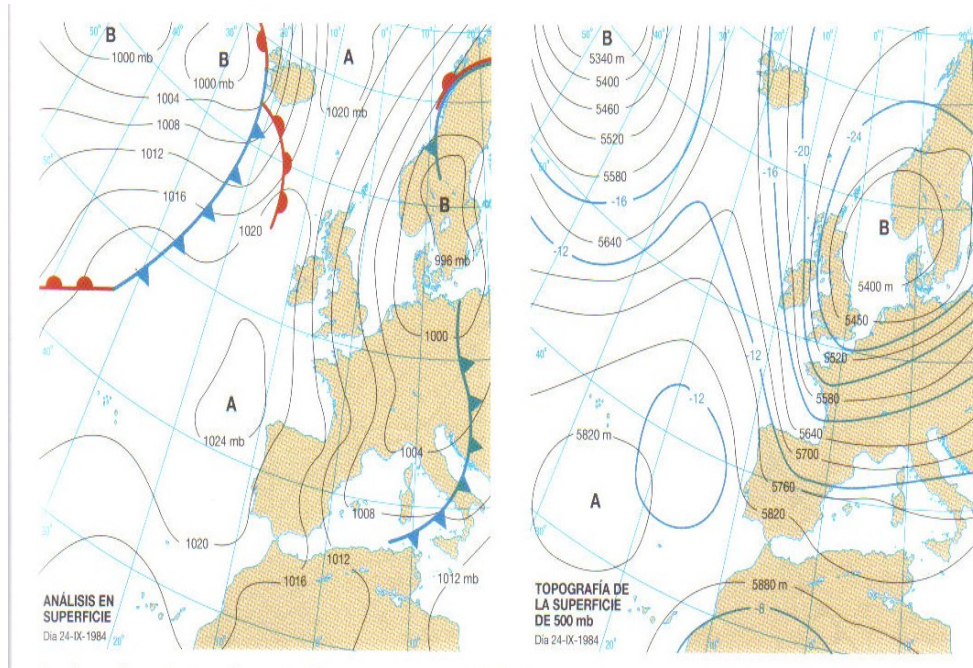 B
1000 mb
B
1000 mb
A
1020 mb
1004
1008
1012
1016
1020
B
996 mb
1000
A
1024 mb
1004
1008
1020
1012
1016
1012 mb
ANÁLISIS EN
SUPERFICIE
Día 24-IX-1984
B
5340 m
5400
5460
5520
5580
-16
5640
-12
-24
-20
-16
B
5400 m
5450
5520
5580
-12
-12
5640
5700
5820 m
A
5760
5820
5880 m
-8
TOPOGRAFÍA DE
LA SUPERFICIE
DE 500 mb
Día 24-IX-1984